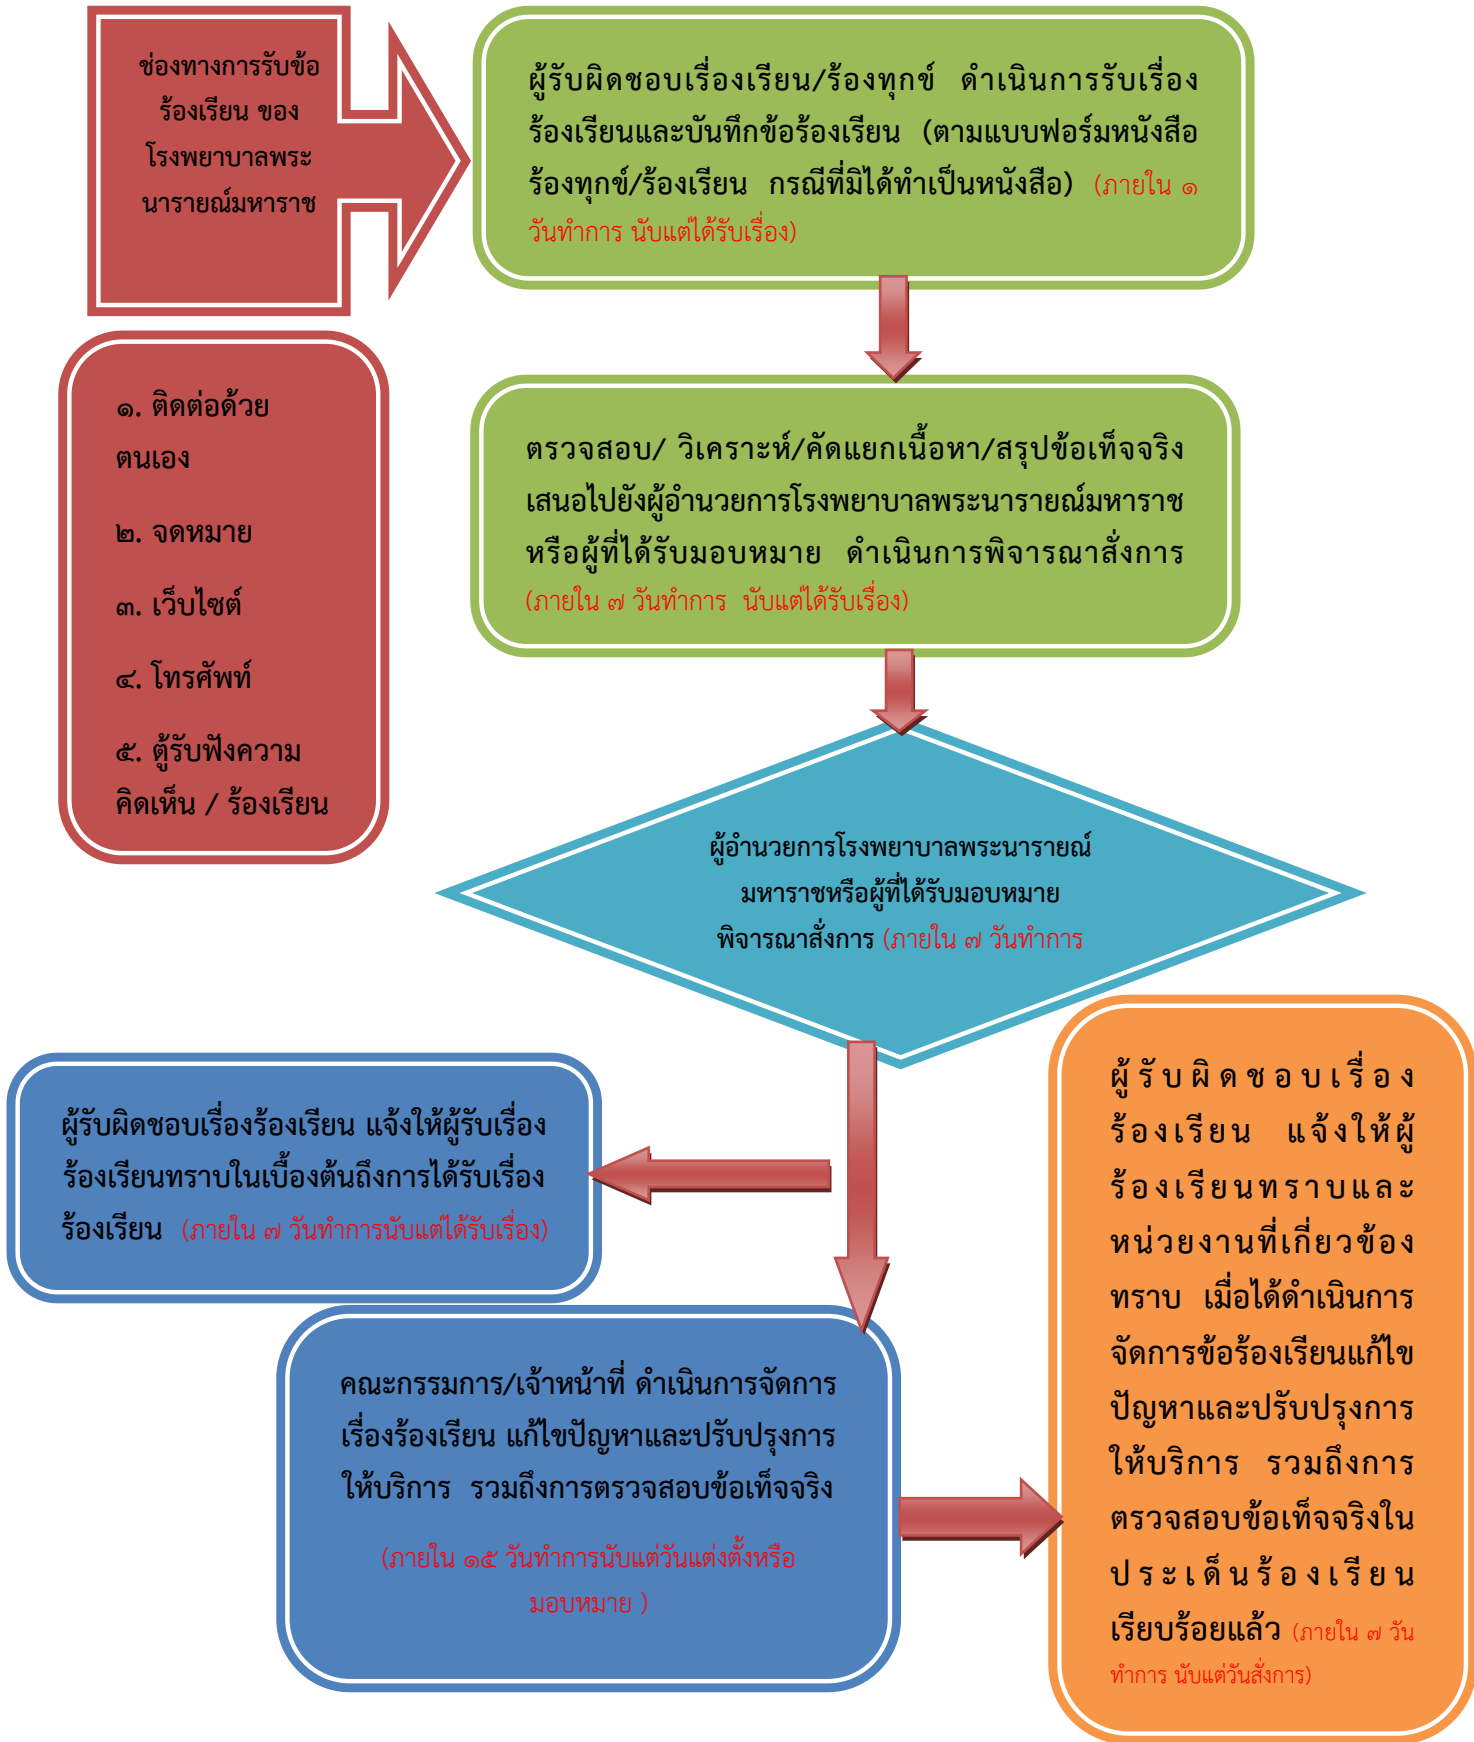 ช่องทางการรับข้อ
ร้องเรียน ของ
โรงพยาบาลพระ
นารายณ์มหาราช
ผู้รับผิดชอบเรื่องเรียน/ร้องทุกข์ ดำเนินการรับเรื่อง
ร้องเรียนและบันทึกข้อร้องเรียน (ตามแบบฟอร์มหนังสือ
ร้องทุกข์/ร้องเรียน กรณีที่มิได้ทำเป็นหนังสือ) (ภายใน ๑
วันทำการ นับแต่ได้รับเรื่อง)
๑. ติดต่อด้วย
ตนเอง
๒. จดหมาย
๓. เว็บไซต์
๔. โทรศัพท์
๕. ตู้รับฟังความ
คิดเห็น / ร้องเรียน
ตรวจสอบ/ วิเคราะห์/คัดแยกเนื้อหา/สรุปข้อเท็จจริง
เสนอไปยังผู้อำนวยการโรงพยาบาลพระนารายณ์มหาราช
หรือผู้ที่ได้รับมอบหมาย ดำเนินการพิจารณาสั่งการ
(ภายใน ๗ วันทำการ นับแต่ได้รับเรื่อง)
ผู้อำนวยการโรงพยาบาลพระนารายณ์
มหาราชหรือผู้ที่ได้รับมอบหมาย
พิจารณาสั่งการ (ภายใน ๗ วันทำการ
ผู้รับผิดชอบเรื่องร้องเรียน แจ้งให้ผู้รับเรื่อง
ร้องเรียนทราบในเบื้องต้นถึงการได้รับเรื่อง
ร้องเรียน (ภายใน ๗ วันทำการนับแต่ได้รับเรื่อง)
คณะกรรมการ/เจ้าหน้าที่ ดำเนินการจัดการ
เรื่องร้องเรียน แก้ไขปัญหาและปรับปรุงการ
ให้บริการ รวมถึงการตรวจสอบข้อเท็จจริง
(ภายใน ๑๕ วันทำการนับแต่วันแต่งตั้งหรือ
มอบหมาย )
ผู้รับผิดชอบเรื่อง
ร้องเรียน แจ้งให้ผู้
ร้องเรียนทราบและ
หน่วยงานที่เกี่ยวข้อง
ทราบ เมื่อได้ดำเนินการ
จัดการข้อร้องเรียนแก้ไข
ปัญหาและปรับปรุงการ
ให้บริการ รวมถึงการ
ตรวจสอบข้อเท็จจริงใน
ประเด็นร้องเรียน
เรียบร้อยแล้ว (ภายใน ๗ วัน
ทำการ นับแต่วันสั่งการ)